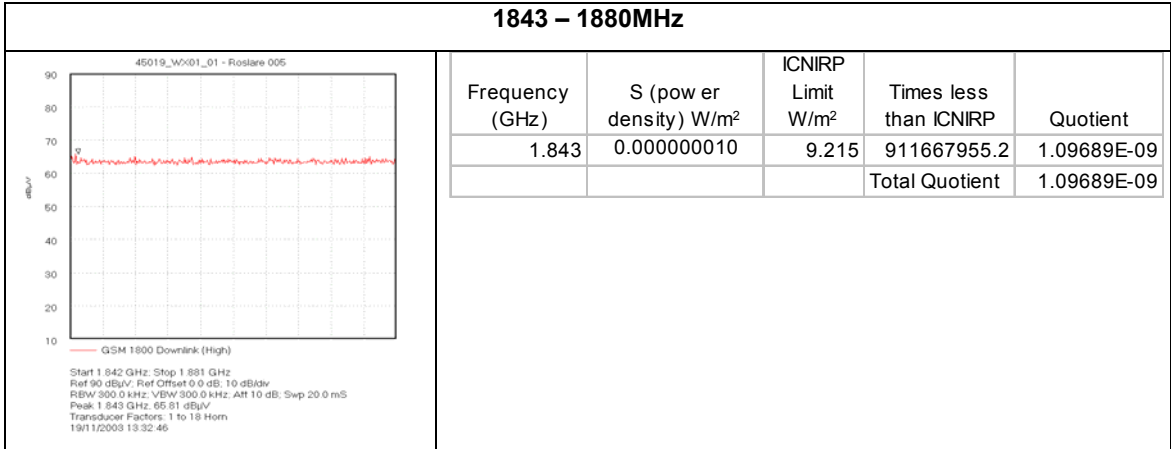 1843 – 1880MHz
45019_WX01_01 - Roslare 005
90
80
70
60
50
40
30
20
10
dBµV
GSM 1800 Downlink (High)
Start 1.842 GHz; Stop 1.881 GHz
Ref 90 dBµV; Ref Offset 0.0 dB; 10 dB/div
RBW 300.0 kHz; VBW 300.0 kHz; Att 10 dB; Swp 20.0 mS
Peak 1.843 GHz, 65.81 dBµV
Transducer Factors: 1 to 18 Horn
19/11/2003 13:32:46
Frequency (GHz) S (pow er density) W/m² ICNIRP Limit W/m² Times less than ICNIRP Quotient
1.843 0.000000010 9.215 911667955.2 1.09689E-09
Total Quotient 1.09689E-09